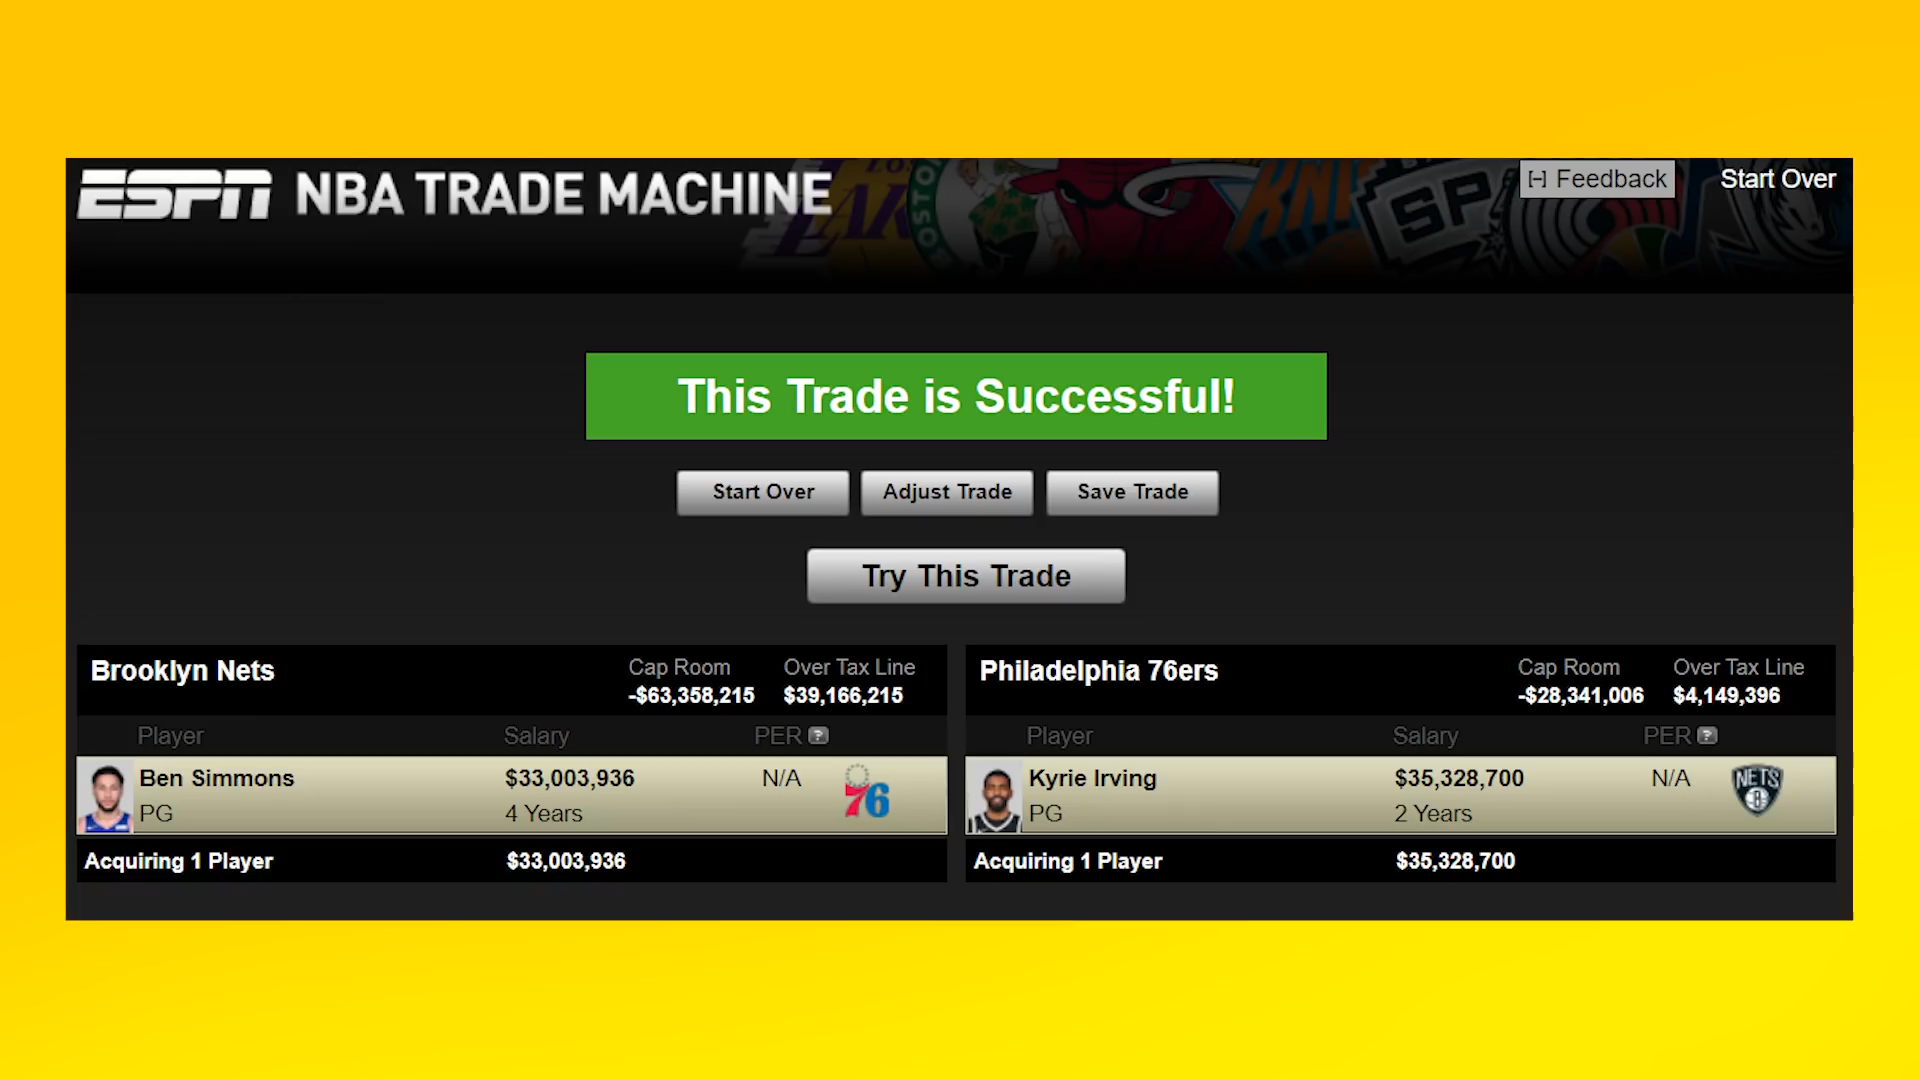 ESPN NBA TRADE MACHINE
[-] Feedback
Start Over
This Trade is Successful!
Start Over
Adjust Trade
Save Trade
Try This Trade
Brooklyn Nets
Cap Room
-$63,358,215
Over Tax Line
$39,166,215
Player Salary PER ?
Ben Simmons $33,003,936 N/A
PG 4 Years
76
Acquiring 1 Player $33,003,936
Philadelphia 76ers
Cap Room
-$28,341,006
Over Tax Line
$4,149,396
Player Salary PER ?
Kyrie Irving $35,328,700 N/A
PG 2 Years
NETS
B
Acquiring 1 Player $35,328,700